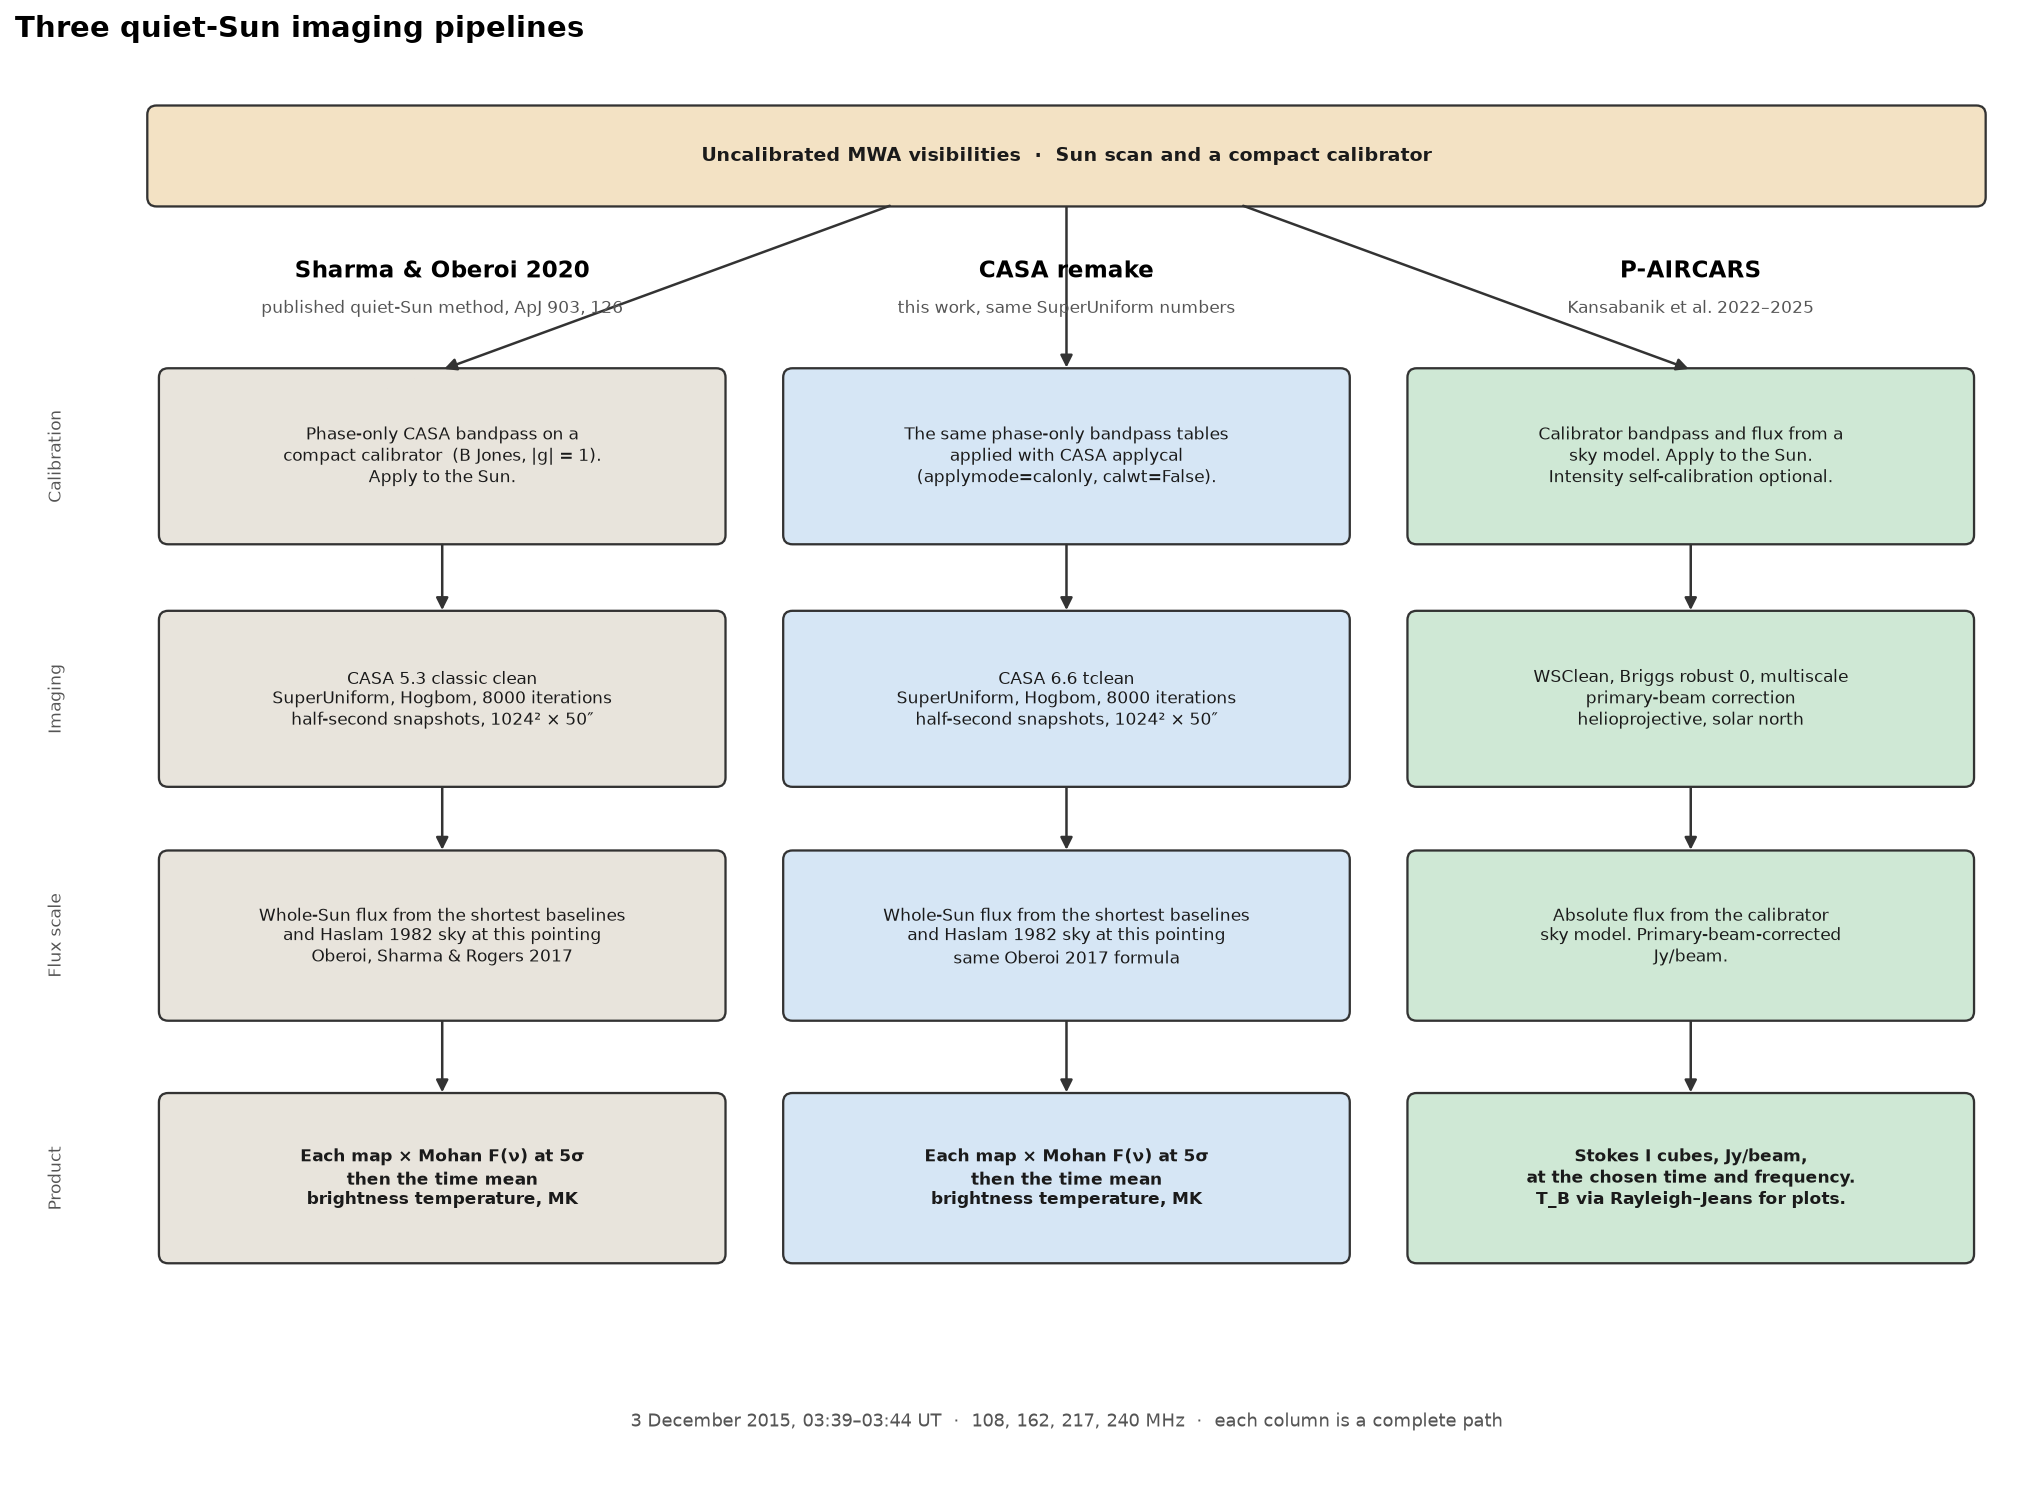 Three quiet-Sun imaging pipelines
Uncalibrated MWA visibilities · Sun scan and a compact calibrator
Sharma & Oberoi 2020
published quiet-Sun method, ApJ 903, 126
CASA remake
this work, same SuperUniform numbers
P-AIRCARS
Kansabanik et al. 2022–2025
Calibration
Phase-only CASA bandpass on a
compact calibrator (B Jones, |g| = 1).
Apply to the Sun.
The same phase-only bandpass tables
applied with CASA applycal
(applymode=calonly, calwt=False).
Calibrator bandpass and flux from a
sky model. Apply to the Sun.
Intensity self-calibration optional.
Imaging
CASA 5.3 classic clean
SuperUniform, Hogbom, 8000 iterations
half-second snapshots, 1024² × 50″
CASA 6.6 tclean
SuperUniform, Hogbom, 8000 iterations
half-second snapshots, 1024² × 50″
WSClean, Briggs robust 0, multiscale
primary-beam correction
helioprojective, solar north
Flux scale
Whole-Sun flux from the shortest baselines
and Haslam 1982 sky at this pointing
Oberoi, Sharma & Rogers 2017
Whole-Sun flux from the shortest baselines
and Haslam 1982 sky at this pointing
same Oberoi 2017 formula
Absolute flux from the calibrator
sky model. Primary-beam-corrected
Jy/beam.
Product
Each map × Mohan F(ν) at 5σ
then the time mean
brightness temperature, MK
Each map × Mohan F(ν) at 5σ
then the time mean
brightness temperature, MK
Stokes I cubes, Jy/beam,
at the chosen time and frequency.
T_B via Rayleigh–Jeans for plots.
3 December 2015, 03:39–03:44 UT · 108, 162, 217, 240 MHz · each column is a complete path